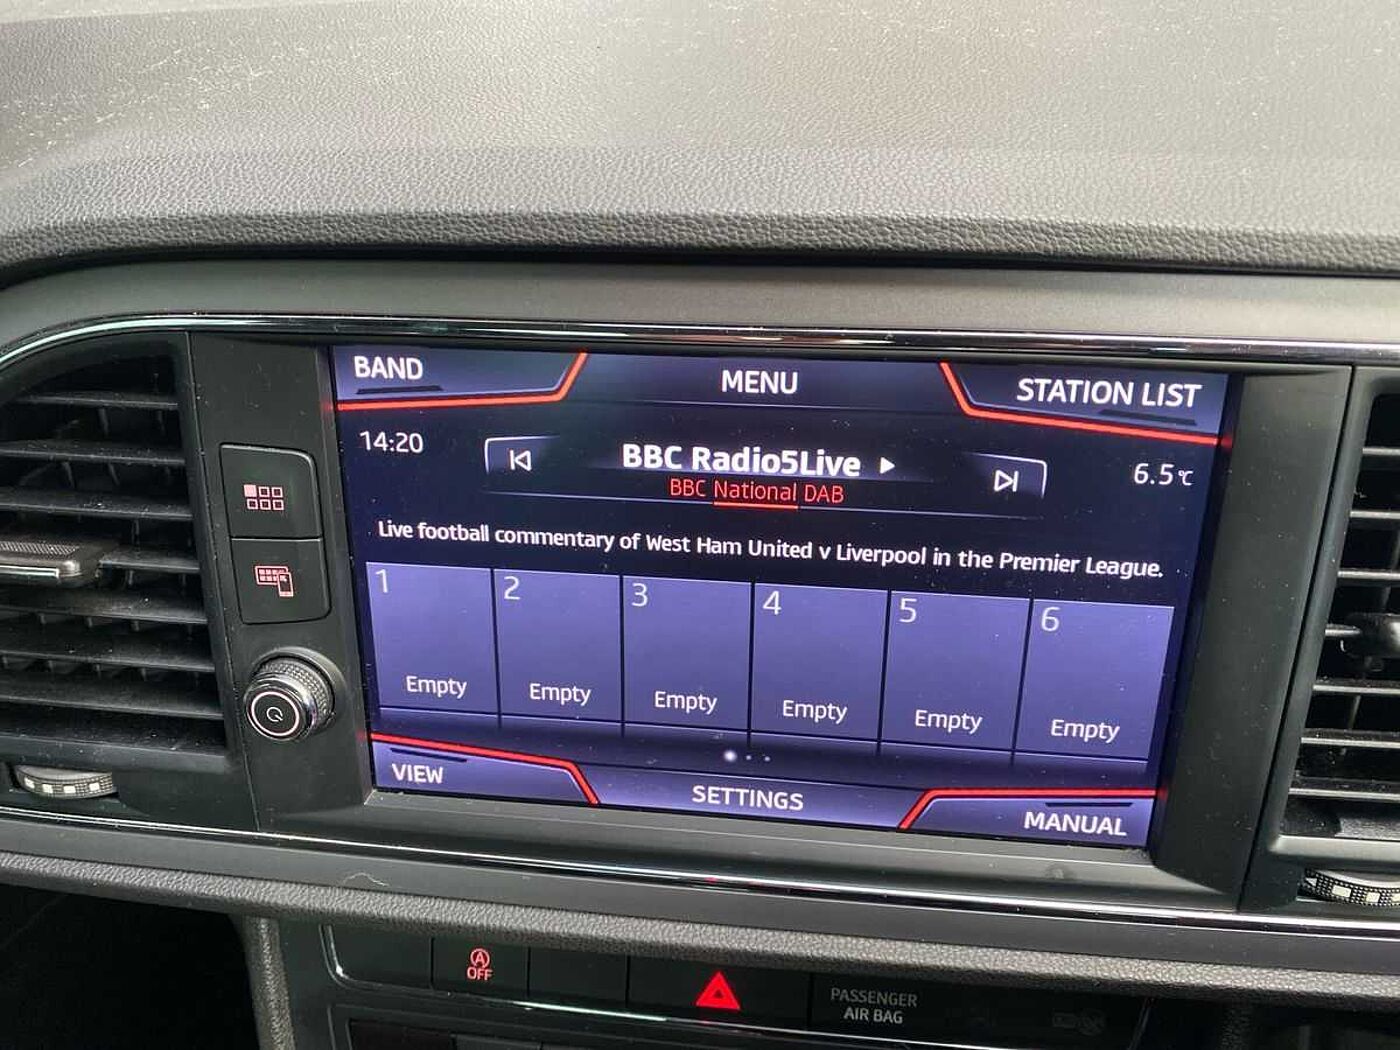 BAND
MENU
STATION LIST
14:20
BBC Radio5Live
6.5 °C
BBC National DAB
Live football commentary of West Ham United v Liverpool in the Premier League.
1
2
3
4
5
6
Empty
Empty
Empty
Empty
Empty
Empty
VIEW
SETTINGS
MANUAL
A
OFF
PASSENGER
AIR BAG